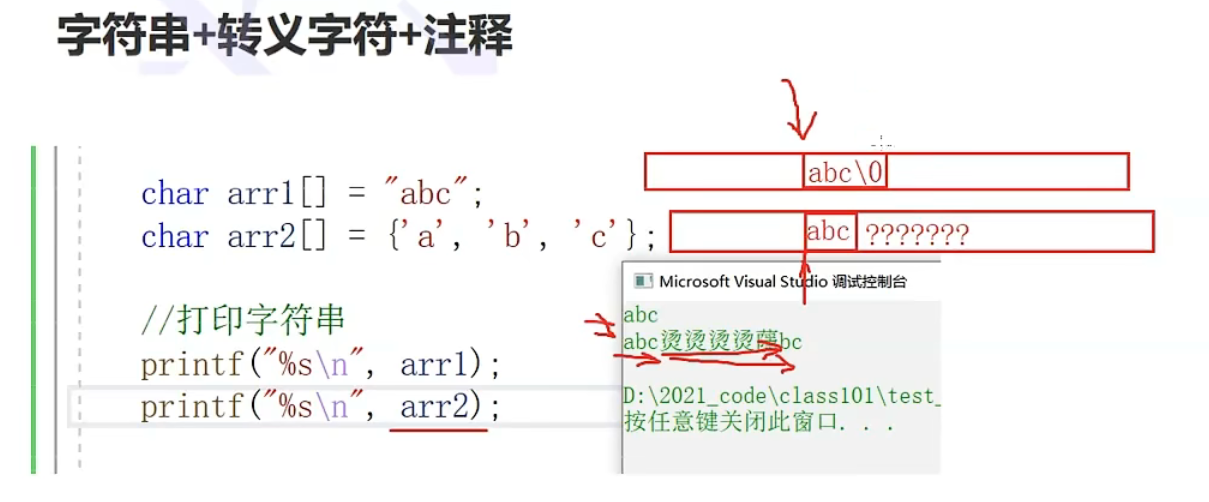 字符串+转义字符+注释
char arr1[] = "abc";
abc\0
char arr2[] = {'a', 'b', 'c'};
abc ???????
Microsoft Visual Studio 调试控制台
abc
abc烫烫烫烫蘟bc
//打印字符串
printf("%s\n", arr1);
printf("%s\n", arr2);
D:\2021_code\class101\test_
按任意键关闭此窗口. . .